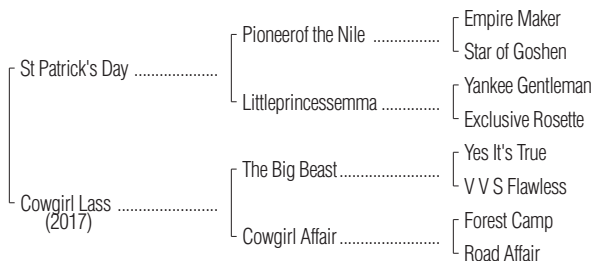 Empire Maker
Pioneerof the Nile ................
Star of Goshen
St Patrick's Day ....................
Yankee Gentleman
Littleprincessemma ..............
Exclusive Rosette
Yes It's True
The Big Beast ........................
V V S Flawless
Cowgirl Lass ........................
(2017)
Forest Camp
Cowgirl Affair ........................
Road Affair